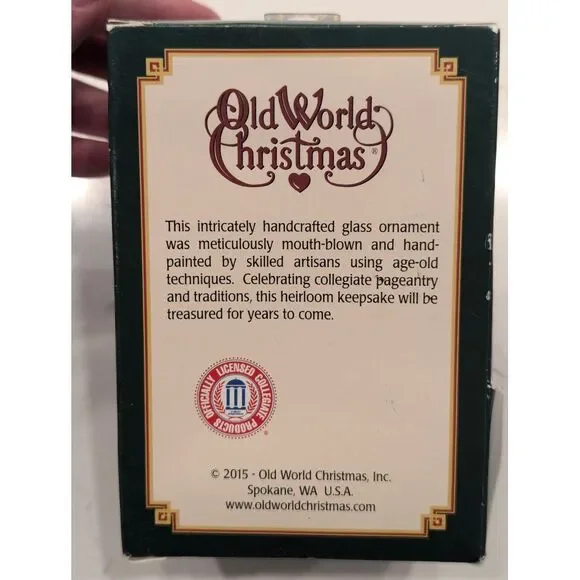 Old World
Christmas®
This intricately handcrafted glass ornament
was meticulously mouth-blown and hand-
painted by skilled artisans using age-old
techniques. Celebrating collegiate pageantry
and traditions, this heirloom keepsake will be
treasured for years to come.
OFFICIALLY LICENSED COLLEGIATE PRODUCTS
®
© 2015 - Old World Christmas, Inc.
Spokane, WA U.S.A.
www.oldworldchristmas.com